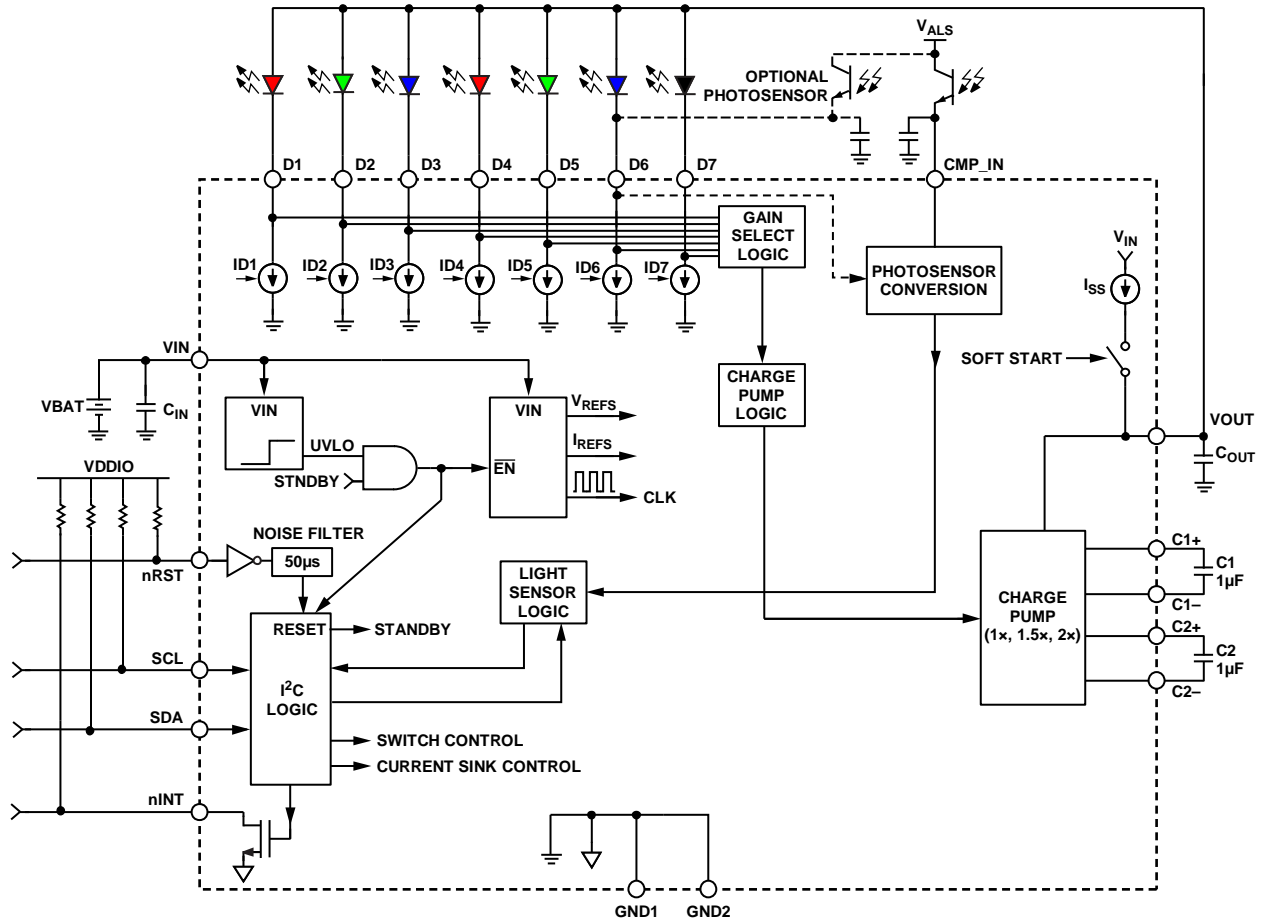 V_ALS
OPTIONAL
PHOTOSENSOR
D1
D2
D3
D4
D5
D6
D7
CMP_IN
GAIN
SELECT
LOGIC
ID1
ID2
ID3
ID4
ID5
ID6
ID7
PHOTOSENSOR
CONVERSION
V_IN
I_SS
SOFT START
VIN
VBAT
C_IN
VIN
UVLO
STNDBY
VIN
EN
V_REFS
I_REFS
CLK
CHARGE
PUMP
LOGIC
VOUT
C_OUT
VDDIO
nRST
NOISE FILTER
50µs
LIGHT
SENSOR
LOGIC
CHARGE
PUMP
(1×, 1.5×, 2×)
C1+
C1
1µF
C1–
C2+
C2
1µF
C2–
RESET
STANDBY
SCL
I²C
LOGIC
SDA
SWITCH CONTROL
CURRENT SINK CONTROL
nINT
GND1
GND2